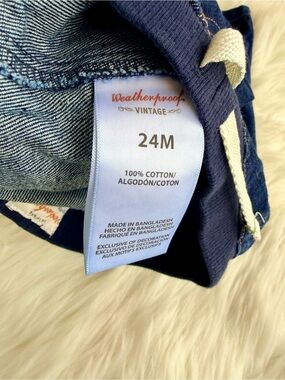 Weatherproof
VINTAGE
24M
100% COTTON/
ALGODÓN/COTON
MADE IN BANGLADESH
HECHO EN BANGLADESH
FABRIQUÉ EN BANGLADESH
EXCLUSIVE OF DECORATION
EXCLUSIVO DE DECORACIÓN
AUX MOTIFS EXCLUSIFS